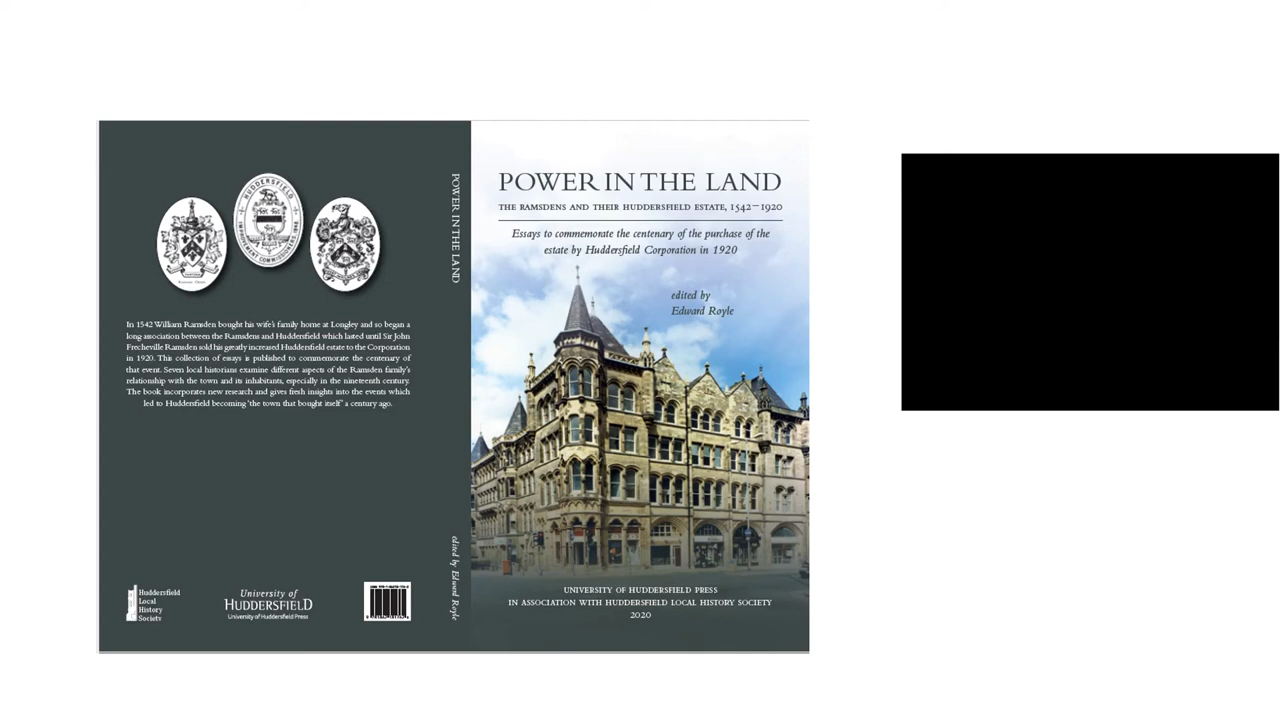 HUDDERSFIELD
IMPROVEMENT COMMISSIONERS 1848
In 1542 William Ramsden bought his wife's family home at Longley and so began a
long association between the Ramsdens and Huddersfield which lasted until Sir John
Frecheville Ramsden sold his greatly increased Huddersfield estate to the Corporation
in 1920. This collection of essays is published to commemorate the centenary of
that event. Seven local historians examine different aspects of the Ramsden family's
relationship with the town and its inhabitants, especially in the nineteenth century.
The book incorporates new research and gives fresh insights into the events which
led to Huddersfield becoming 'the town that bought itself' a century ago.
Huddersfield
Local
History
Society
University of
HUDDERSFIELD
University of Huddersfield Press
POWER IN THE LAND
edited by Edward Royle
POWER IN THE LAND
THE RAMSDENS AND THEIR HUDDERSFIELD ESTATE, 1542–1920
Essays to commemorate the centenary of the purchase of the
estate by Huddersfield Corporation in 1920
edited by
Edward Royle
UNIVERSITY OF HUDDERSFIELD PRESS
IN ASSOCIATION WITH HUDDERSFIELD LOCAL HISTORY SOCIETY
2020